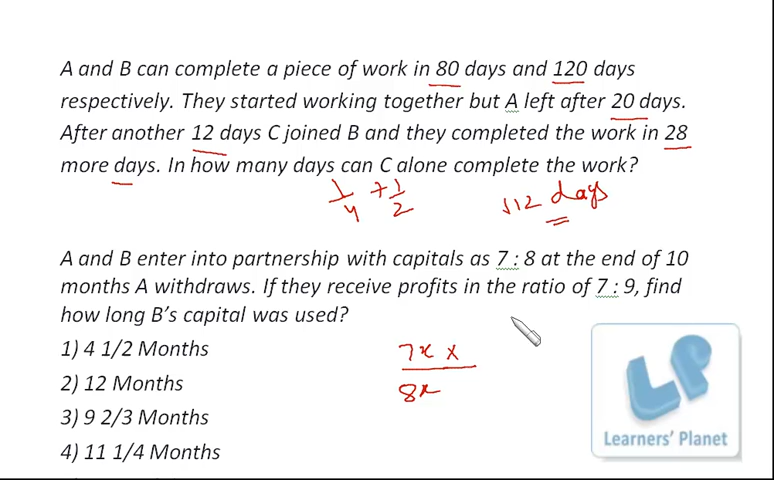 A and B can complete a piece of work in 80 days and 120 days
respectively. They started working together but A left after 20 days.
After another 12 days C joined B and they completed the work in 28
more days. In how many days can C alone complete the work?
1/4 + 1/2
112 days
A and B enter into partnership with capitals as 7 : 8 at the end of 10
months A withdraws. If they receive profits in the ratio of 7 : 9, find
how long B's capital was used?
1) 4 1/2 Months
2) 12 Months
3) 9 2/3 Months
4) 11 1/4 Months
7x x
8x
LP
Learners' Planet